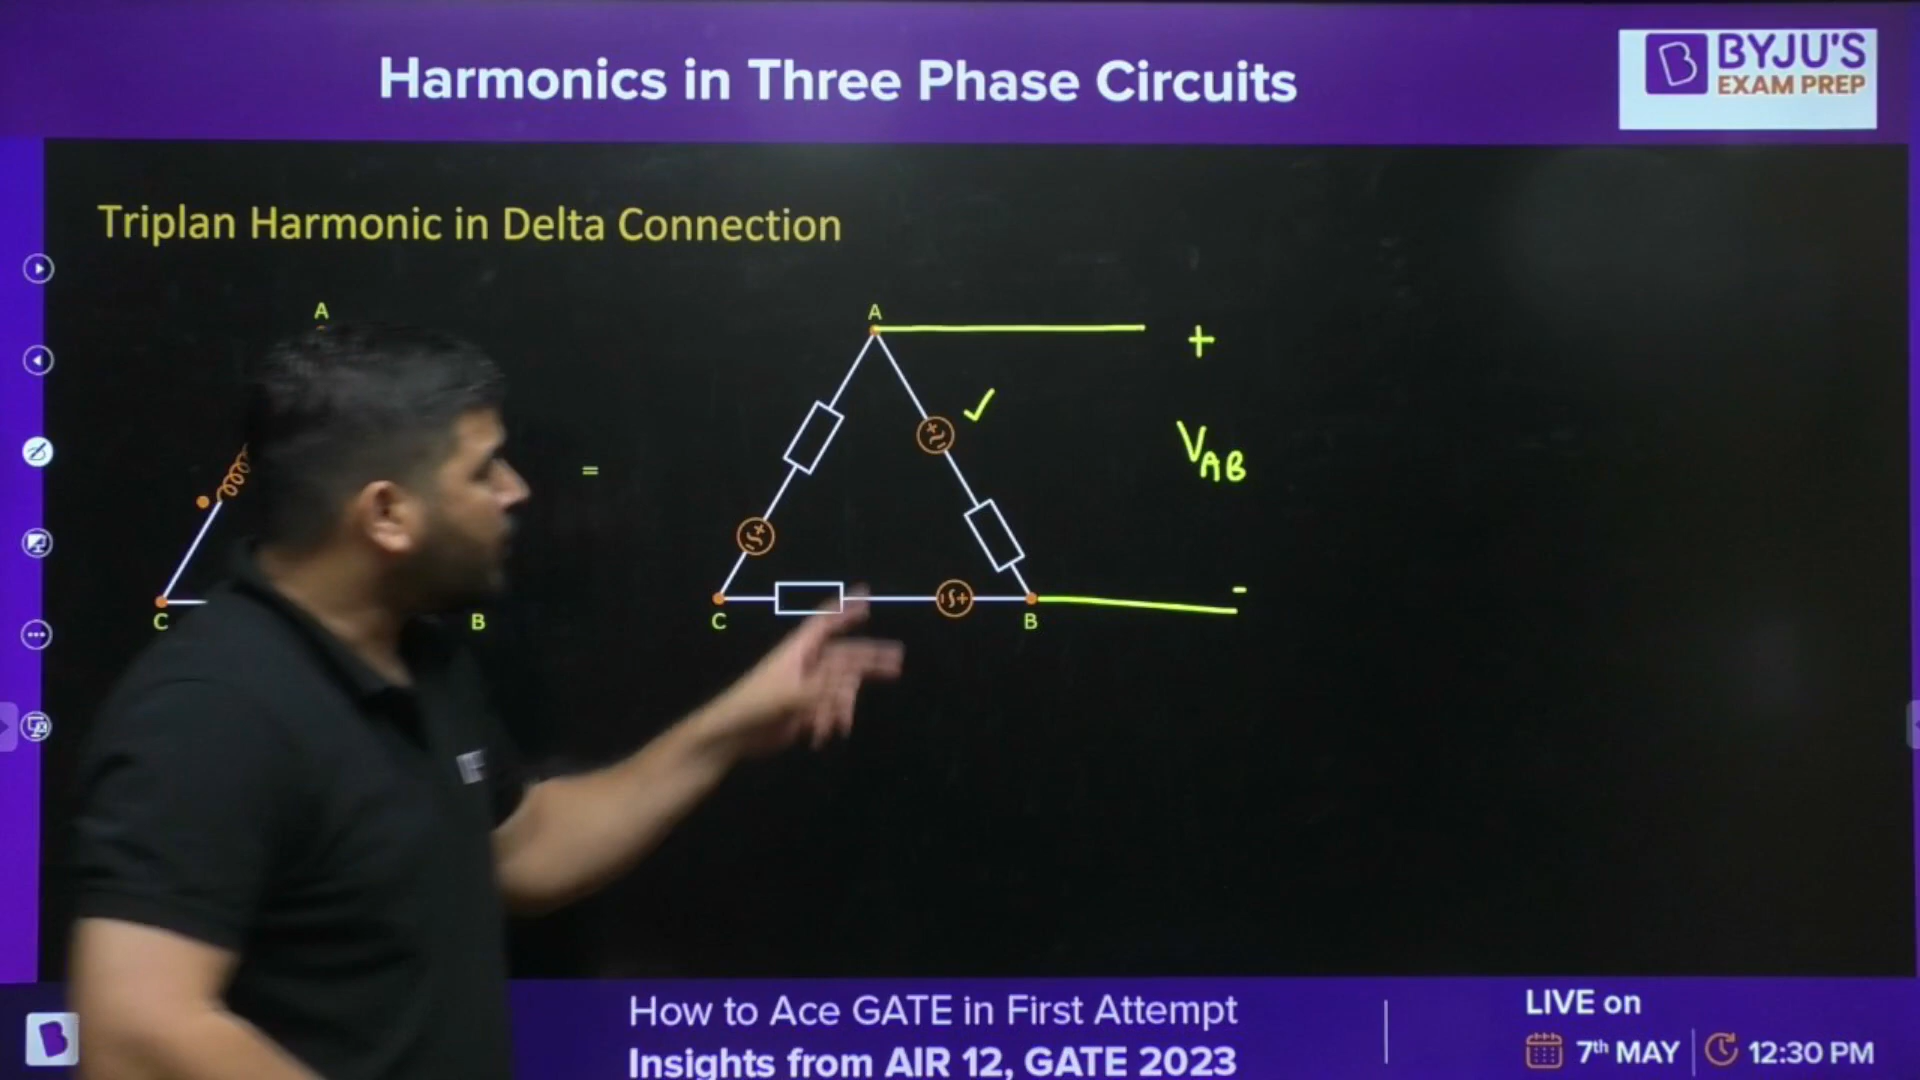 Harmonics in Three Phase Circuits
BYJU'S
EXAM PREP
Triplan Harmonic in Delta Connection
A
C
B
=
A
C
B
✓
+
VAB
-
How to Ace GATE in First Attempt
Insights from AIR 12, GATE 2023
LIVE on
7th MAY | 12:30 PM